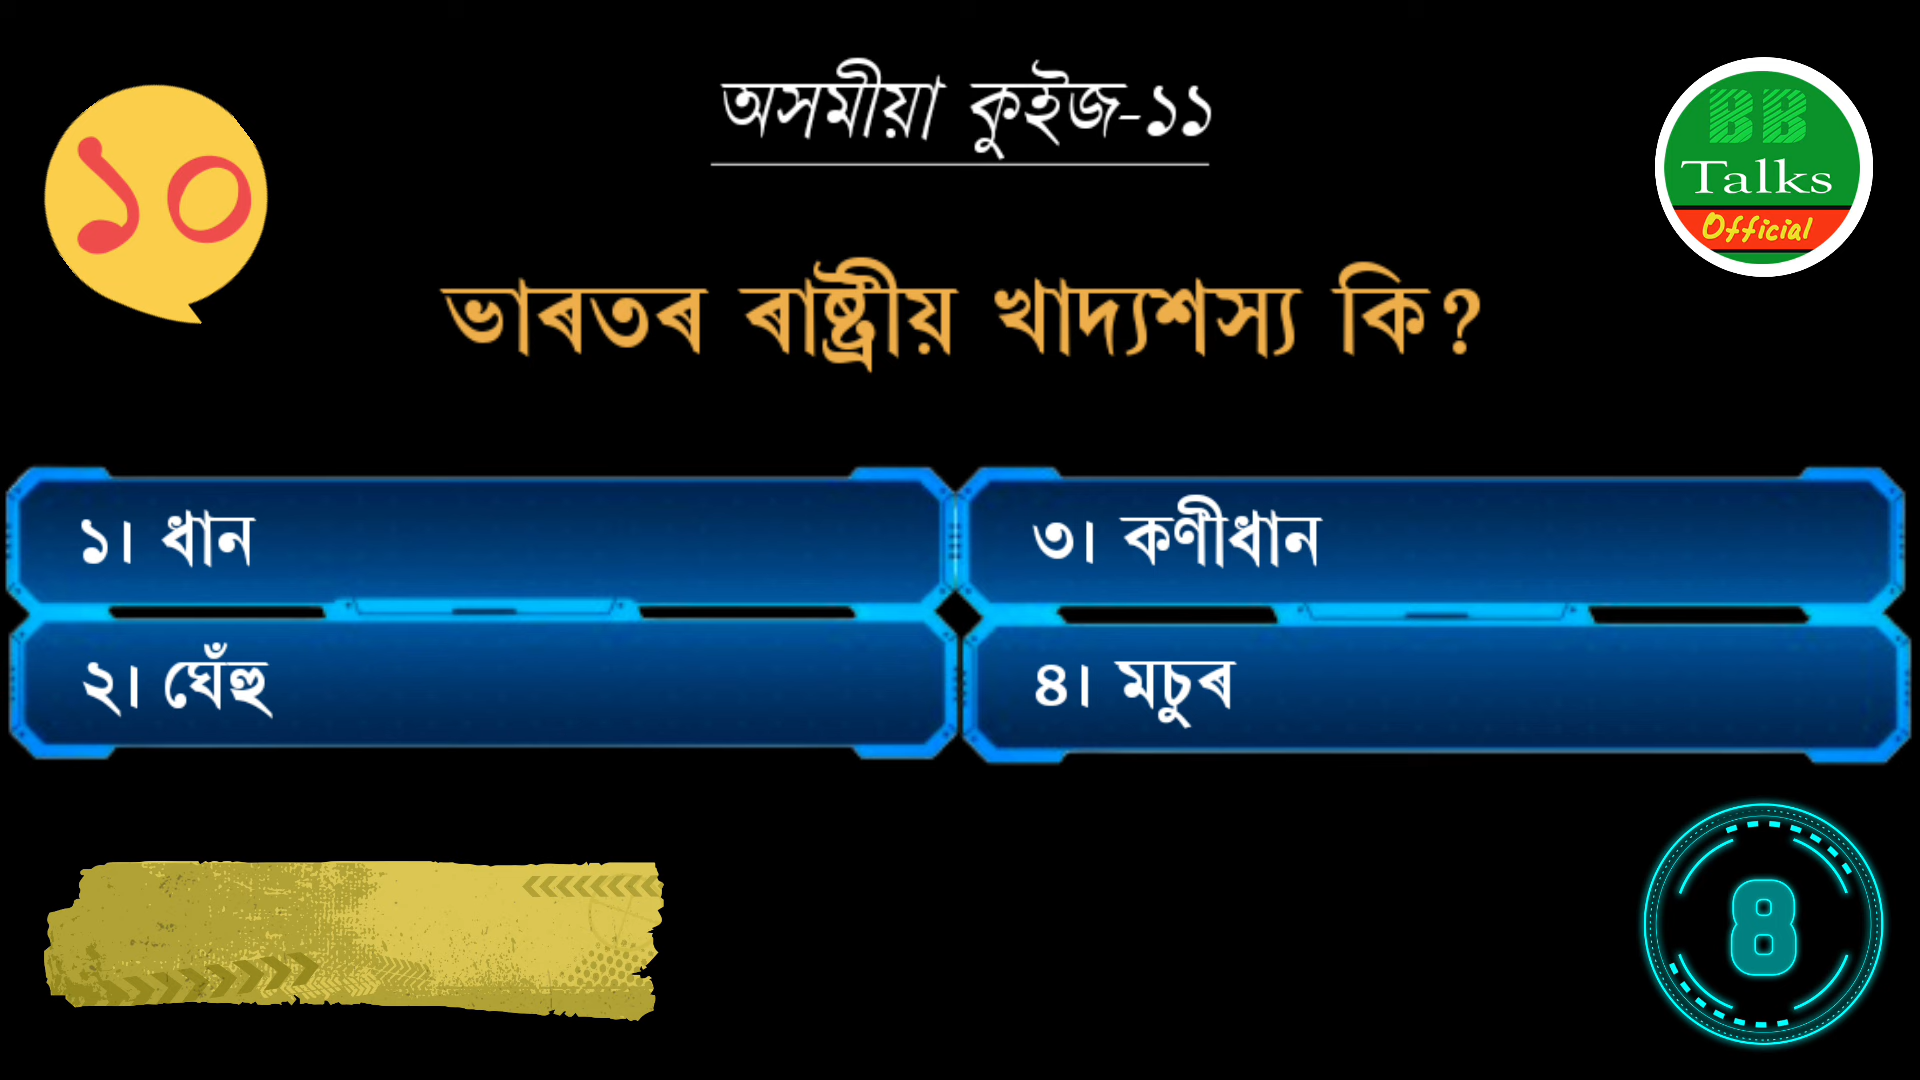 অসমীয়া কুইজ-১১
১০
BB
Talks
Official
ভাৰতৰ ৰাষ্ট্ৰীয় খাদ্যশস্য কি?
১। ধান
৩। কণীধান
২। ঘেঁহু
৪। মচুৰ
8